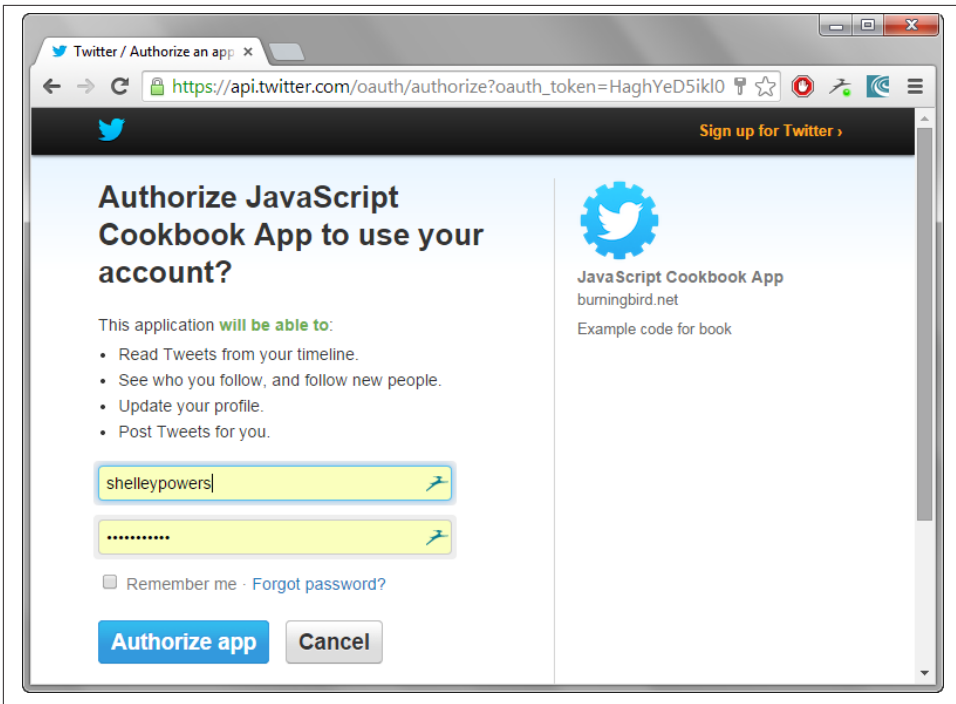 Twitter / Authorize an app
https://api.twitter.com/oauth/authorize?oauth_token=HaghYeD5ikl0
Sign up for Twitter ›
Authorize JavaScript
Cookbook App to use your
account?
This application will be able to:
• Read Tweets from your timeline.
• See who you follow, and follow new people.
• Update your profile.
• Post Tweets for you.
shelleypowers
•••••••••••
Remember me · Forgot password?
Authorize app
Cancel
JavaScript Cookbook App
burningbird.net
Example code for book